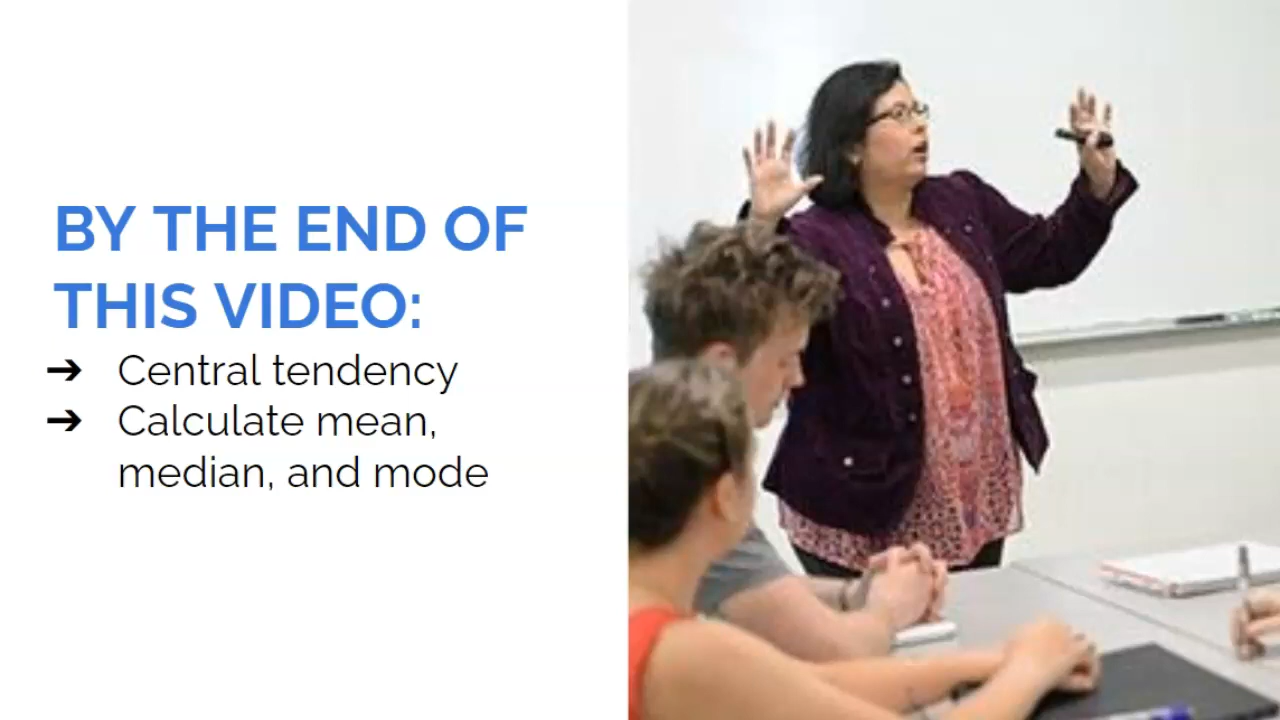 BY THE END OF
THIS VIDEO:
➔ Central tendency
➔ Calculate mean,
median, and mode